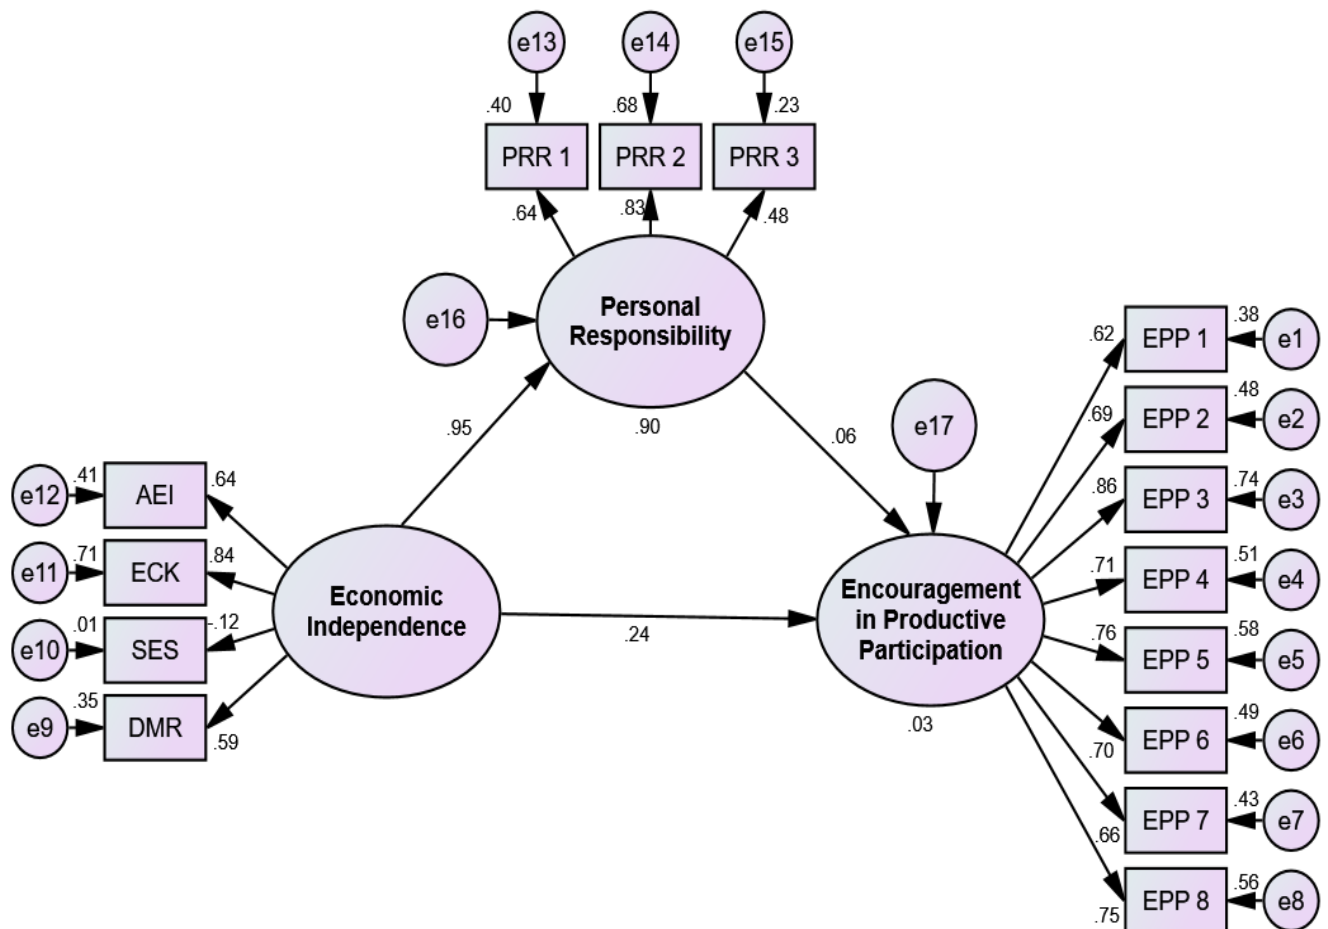 e13 e14 e15
.40 .68 .23
PRR 1 PRR 2 PRR 3
.64 .83 .48
Personal
Responsibility
e16
.90
.95
.06
e17
e12 .41 AEI .64
e11 .71 ECK .84
e10 .01 SES -.12
e9 .35 DMR .59
Economic
Independence
.24
Encouragement
in Productive
Participation
.03
.62 EPP 1 .38 e1
.69 EPP 2 .48 e2
.86 EPP 3 .74 e3
.71 EPP 4 .51 e4
.76 EPP 5 .58 e5
.70 EPP 6 .49 e6
.66 EPP 7 .43 e7
.75 EPP 8 .56 e8